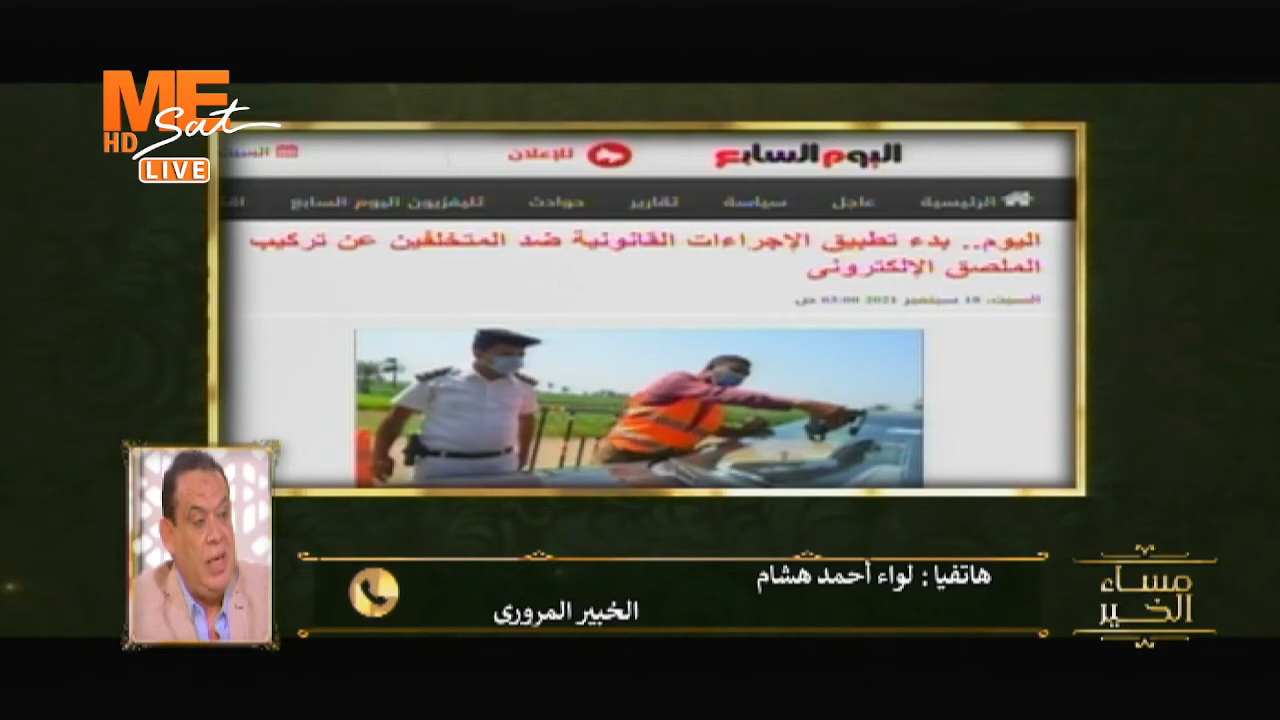 ME
Sat
HD
LIVE
اليوم السابع
للإعلان
السبت
الرئيسية عاجل سياسة تقارير حوادث تليفزيون اليوم السابع
اليوم.. بدء تطبيق الإجراءات القانونية ضد المتخلفين عن تركيب
الملصق الإلكترونى
السبت، 18 سبتمبر 2021 03:00 ص
هاتفيا : لواء أحمد هشام
الخبير المرورى
مساء
الخير